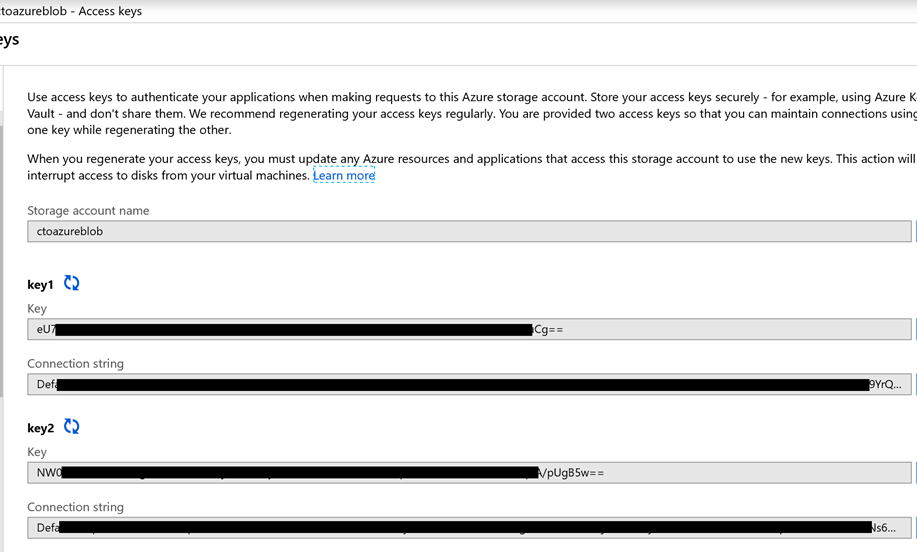 ctoazureblob - Access keys
eys
Use access keys to authenticate your applications when making requests to this Azure storage account. Store your access keys securely - for example, using Azure K
Vault - and don't share them. We recommend regenerating your access keys regularly. You are provided two access keys so that you can maintain connections using
one key while regenerating the other.
When you regenerate your access keys, you must update any Azure resources and applications that access this storage account to use the new keys. This action will
interrupt access to disks from your virtual machines. Learn more
Storage account name
ctoazureblob
key1
Key
eU7 Cg==
Connection string
Defa 9YrQ...
key2
Key
NW0 A/pUgB5w==
Connection string
Defa Ns6...